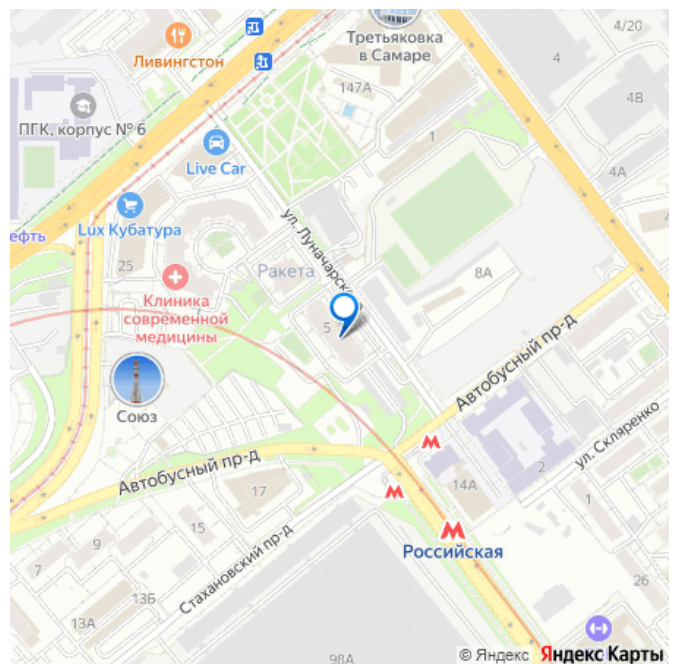 Третьяковка
в Самаре
4/20
Ливингстон
4
147А
4В
ПГК, корпус № 6
1
Live Car
4А
Lux Кубатура
ул. Луначарског
ефть
25
Ракета
8А
Клиника
современной
медицины
5
Автобусный пр-д
Союз
ул. Скляренко
Автобусный пр-д
2
17
14А
1
15
Российская
9
Стахановский пр-д
7
26
13Б
13А
98А
© Яндекс Яндекс Карты